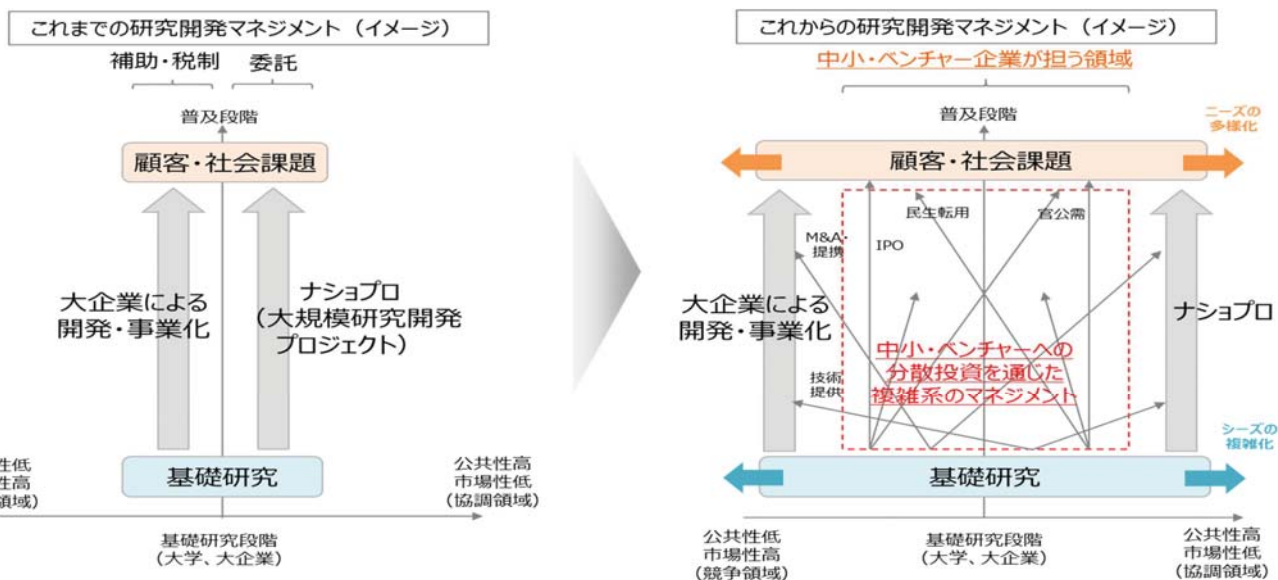 これまでの研究開発マネジメント（イメージ）
補助・税制
委託
普及段階
顧客・社会課題
大企業による
開発・事業化
ナショプロ
（大規模研究開発
プロジェクト）
基礎研究
性低
性高
領域）
公共性高
市場性低
（協調領域）
基礎研究段階
（大学、大企業）
これからの研究開発マネジメント（イメージ）
中小・ベンチャー企業が担う領域
普及段階
ニーズの
多様化
顧客・社会課題
民生転用
官公需
M&A・
提携
IPO
大企業による
開発・事業化
ナショプロ
中小・ベンチャーへの
分散投資を通じた
複雑系のマネジメント
技術
提供
シーズの
複雑化
基礎研究
公共性低
市場性高
（競争領域）
基礎研究段階
（大学、大企業）
公共性高
市場性低
（協調領域）